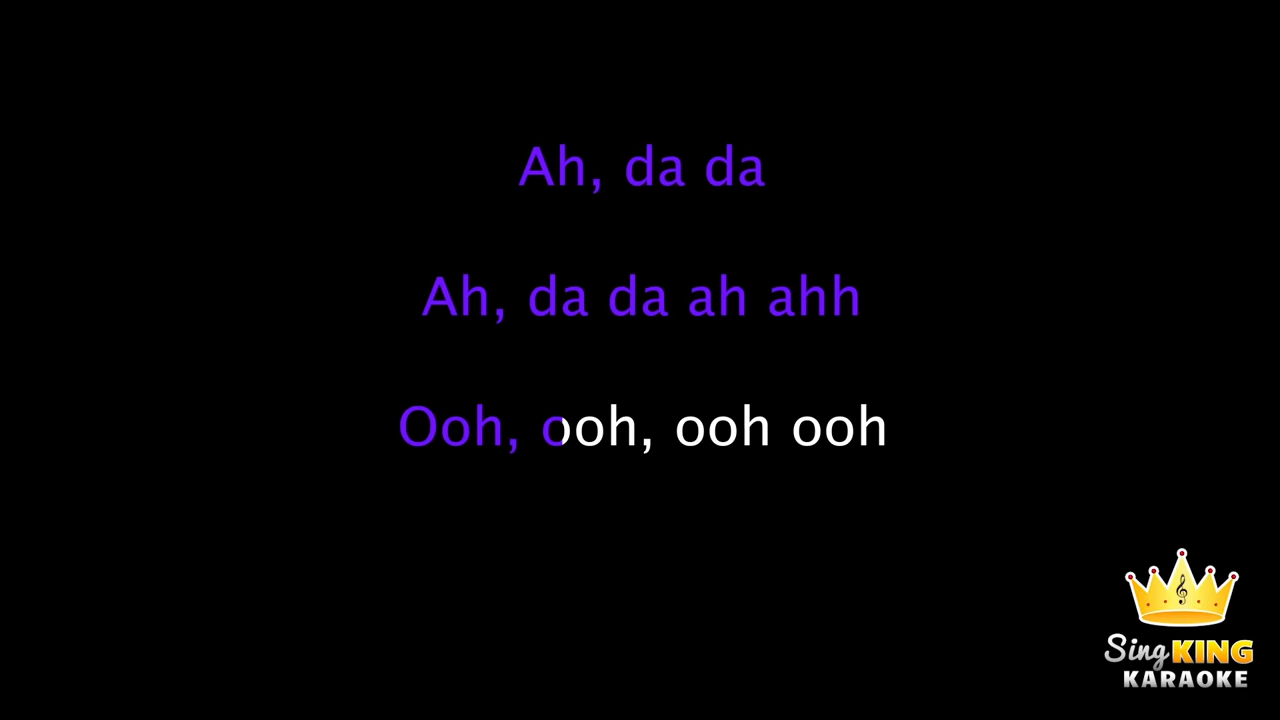 Ah, da da
Ah, da da ah ahh
Ooh, ooh, ooh ooh
Sing KING
KARAOKE